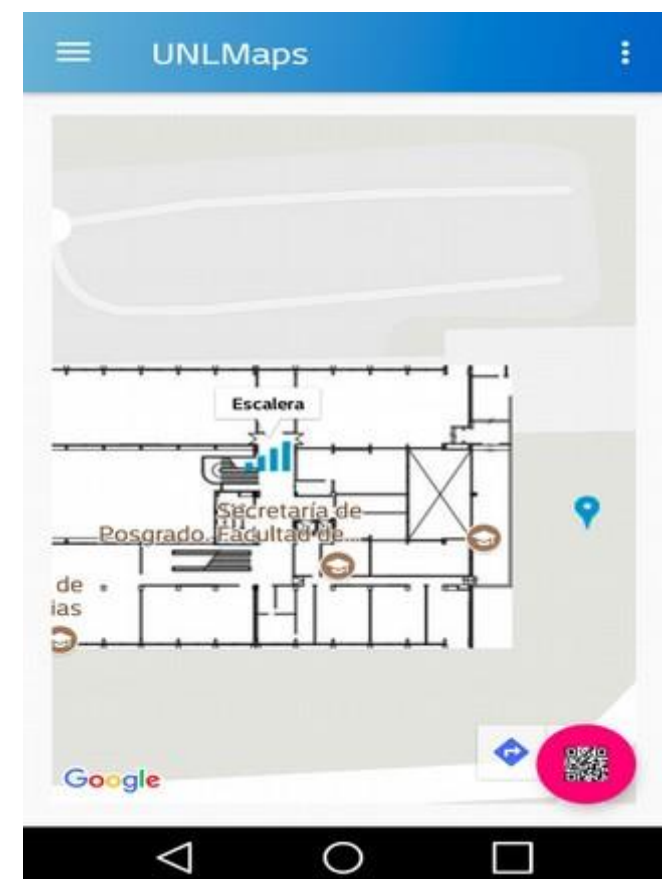 UNLMaps
Escalera
Secretaría de
Posgrado. Facultad de...
de
ias
Google